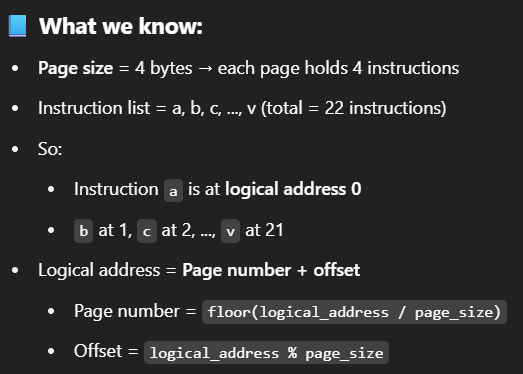 📘 What we know:
• Page size = 4 bytes → each page holds 4 instructions
• Instruction list = a, b, c, ..., v (total = 22 instructions)
• So:
• Instruction a is at logical address 0
• b at 1, c at 2, ..., v at 21
• Logical address = Page number + offset
• Page number = floor(logical_address / page_size)
• Offset = logical_address % page_size